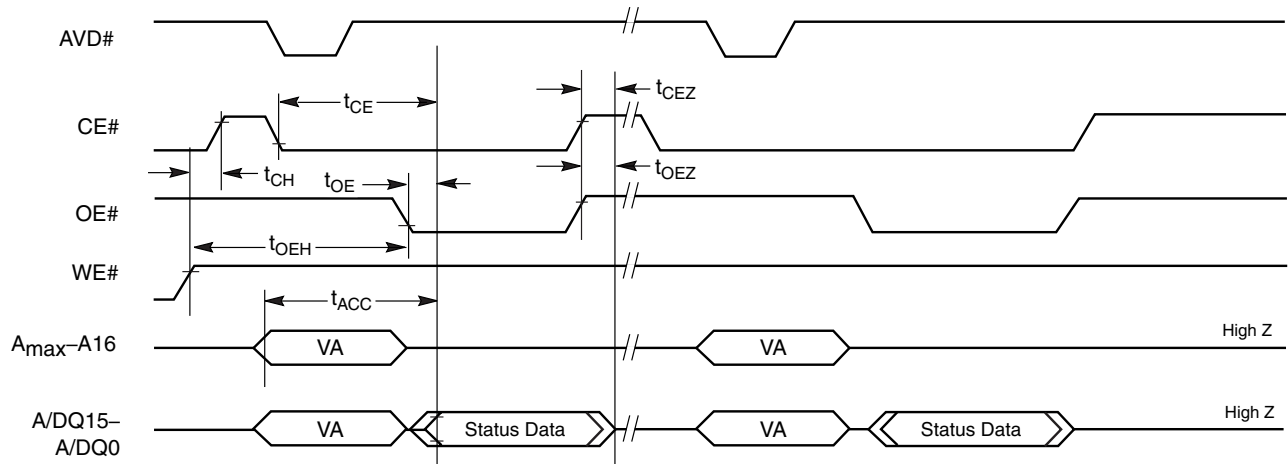 AVD#
tCEZ
tCE
CE#
tCH
tOE
tOEZ
OE#
tOEH
WE#
tACC
Amax–A16
VA
VA
High Z
A/DQ15–
A/DQ0
VA
Status Data
VA
Status Data
High Z